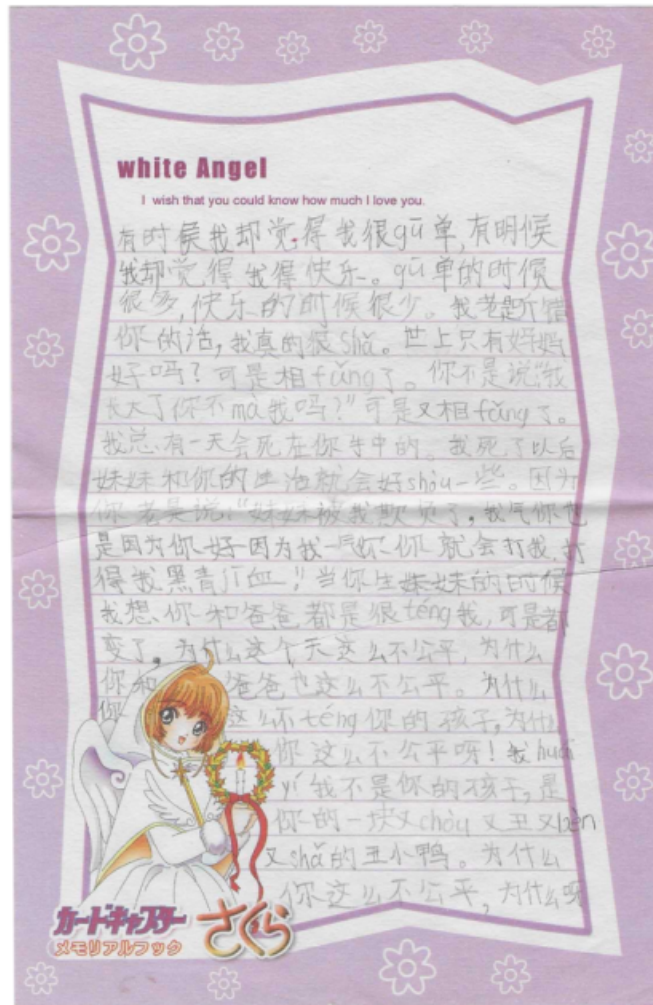 white Angel
I wish that you could know how much I love you.
有时候我却觉得我很gū单,有明候
我却觉得我得快乐。gū单的时候
很多,快乐的时候很少。我老是听错
你的活,我真的狠shǎ。世上只有妈妈
好吗?可是相fǎng了。你不是说“我
长大了你不mà我吗?”可是又相fǎng了。
我总有一天会死在你手中的。我死了以后
妹妹和你的生活就会好shòu一些。因为
你老是说“妹妹被我欺负了,我气你也
是因为你好因为我一气你你就会打我,打
得我黑青 血!”当你生妹妹的时候
我想你和爸爸都是很téng我,可是都
变了。为什么这个天这么不公平,为什么
你和爸爸也这么不公平。为什么
你这么不téng你的孩子,为什么
你这么不公平呀!我huái
yí我不是你的孩子,是
你的一块又chòu又丑又bèn
又shǎ的丑小鸭。为什么
你这么不公平,为什么呀
カードキャプター さくら
メモリアルブック